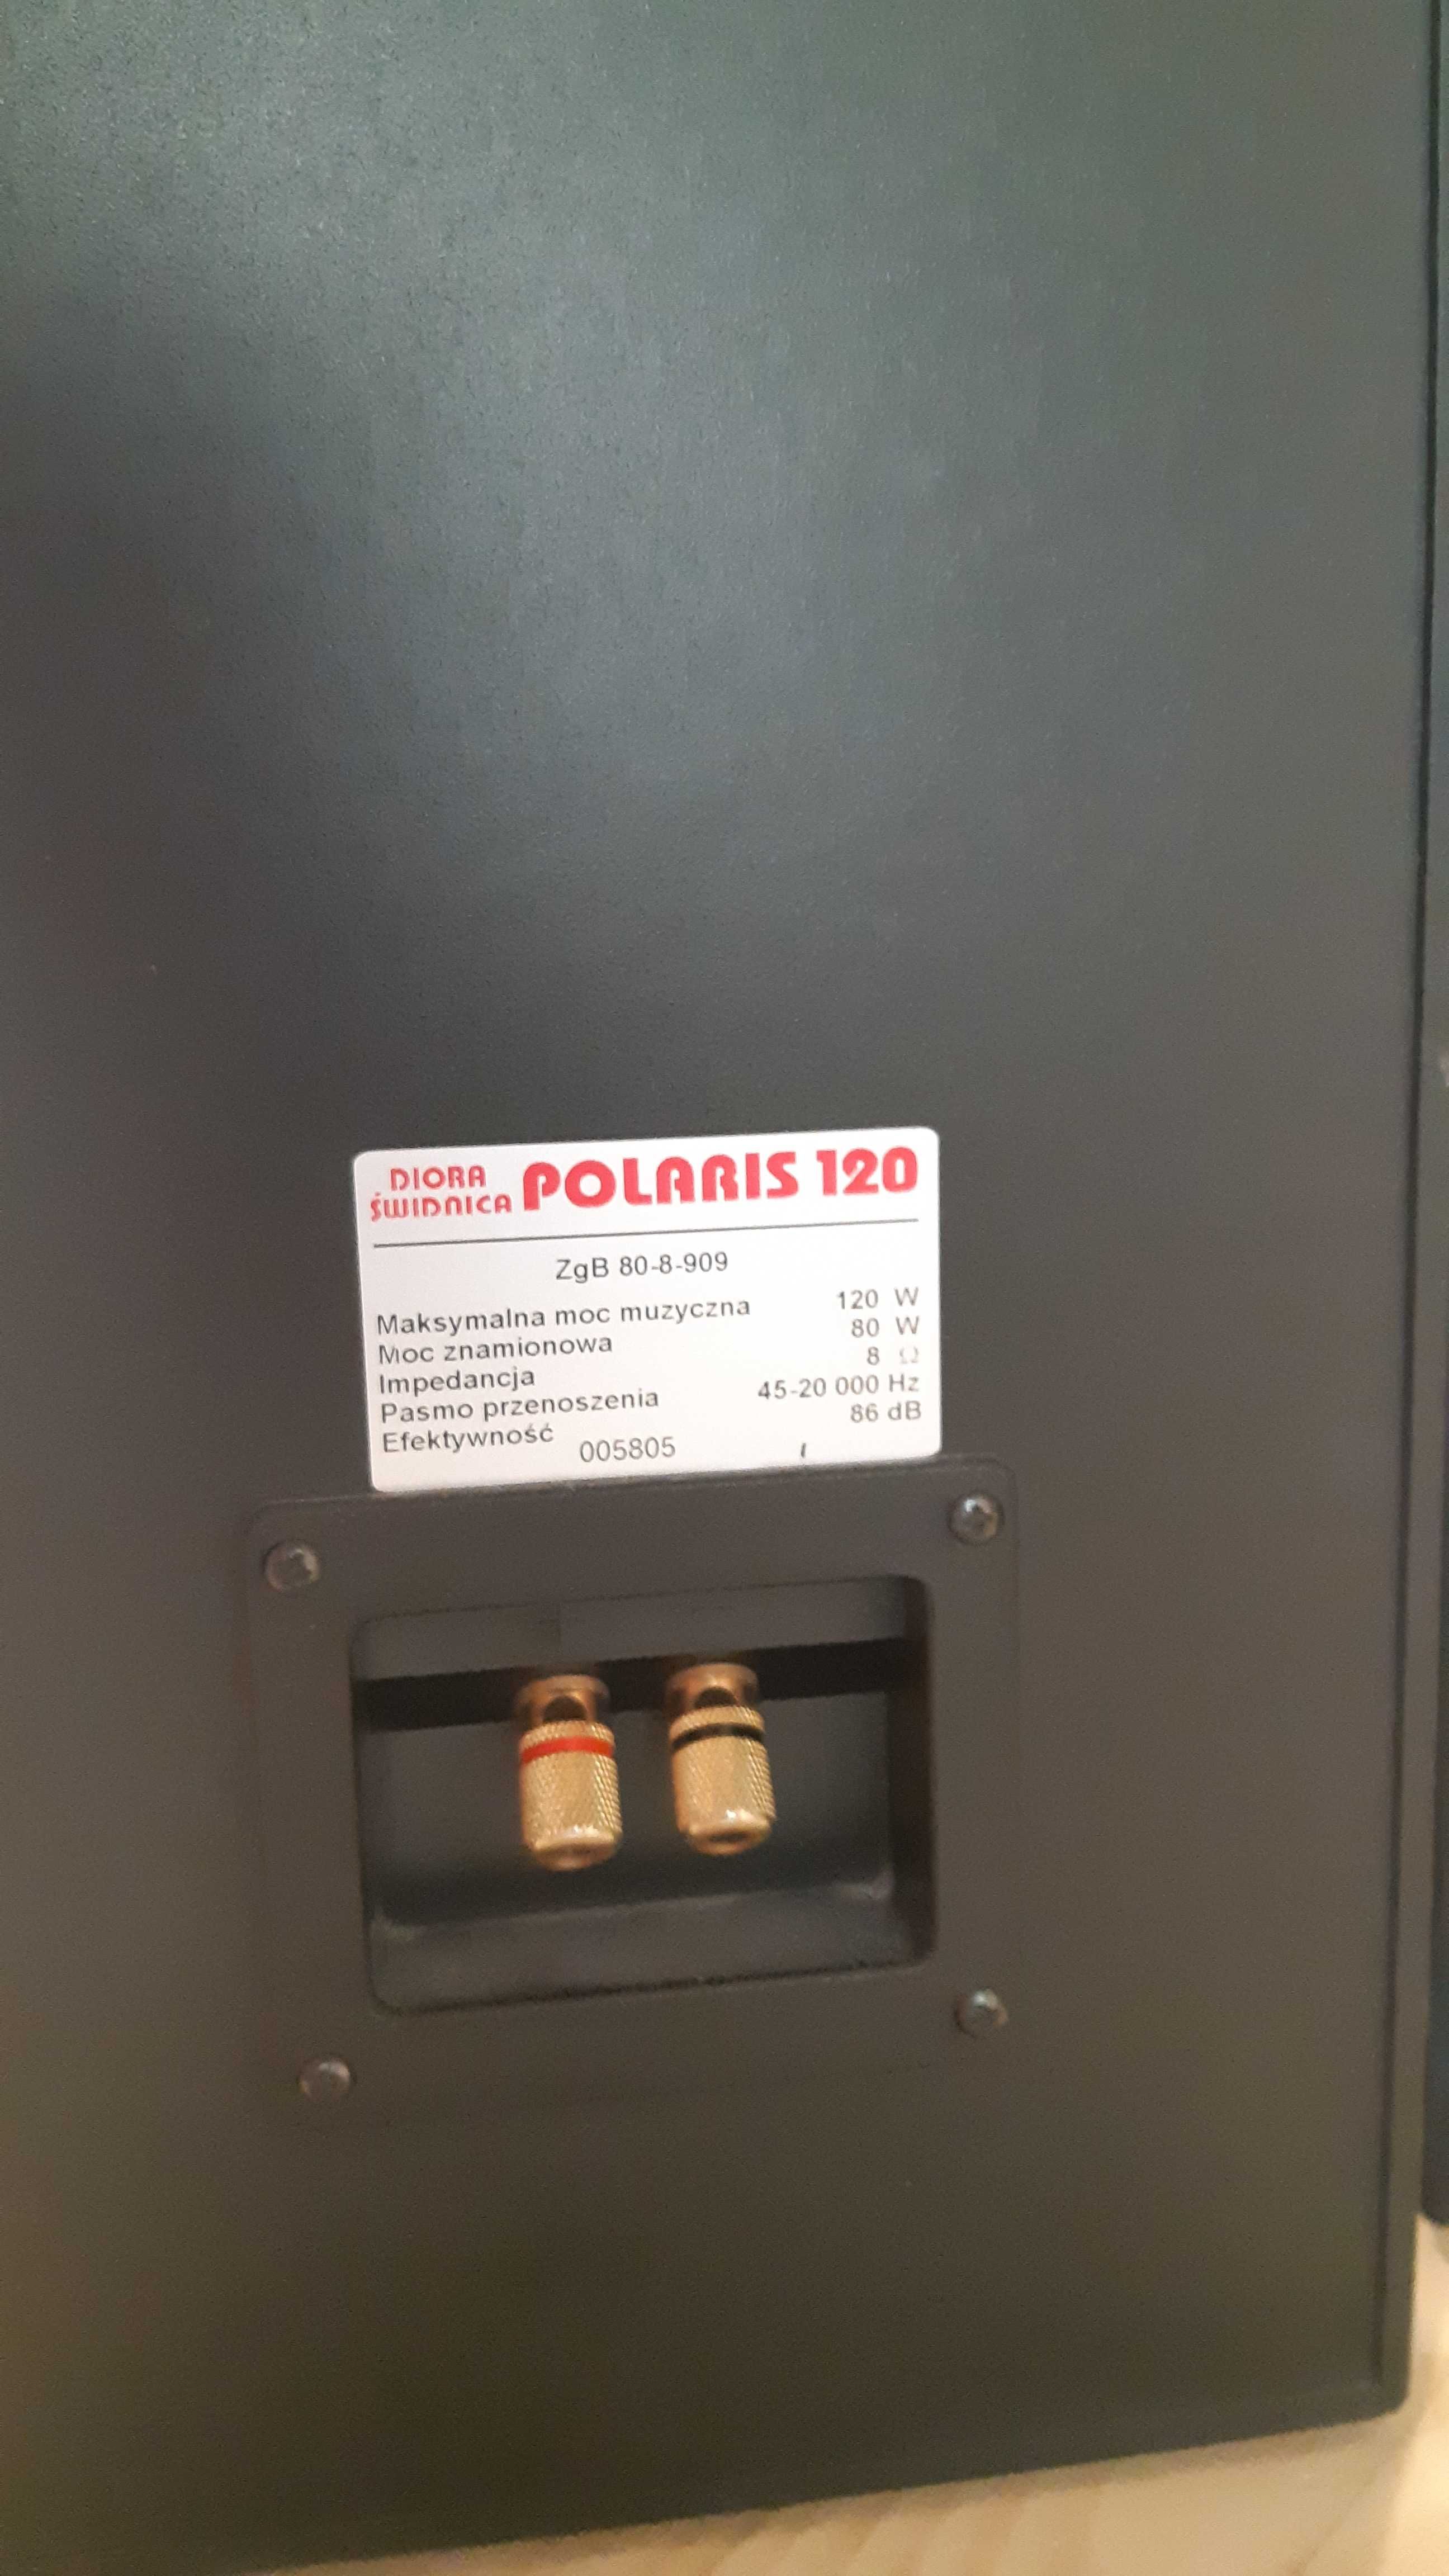 DIORA
ŚWIDNICA
POLARIS 120
ZgB 80-8-909
Maksymalna moc muzyczna 120 W
Moc znamionowa 80 W
Impedancja 8 Ω
Pasmo przenoszenia 45-20 000 Hz
Efektywność 86 dB
005805